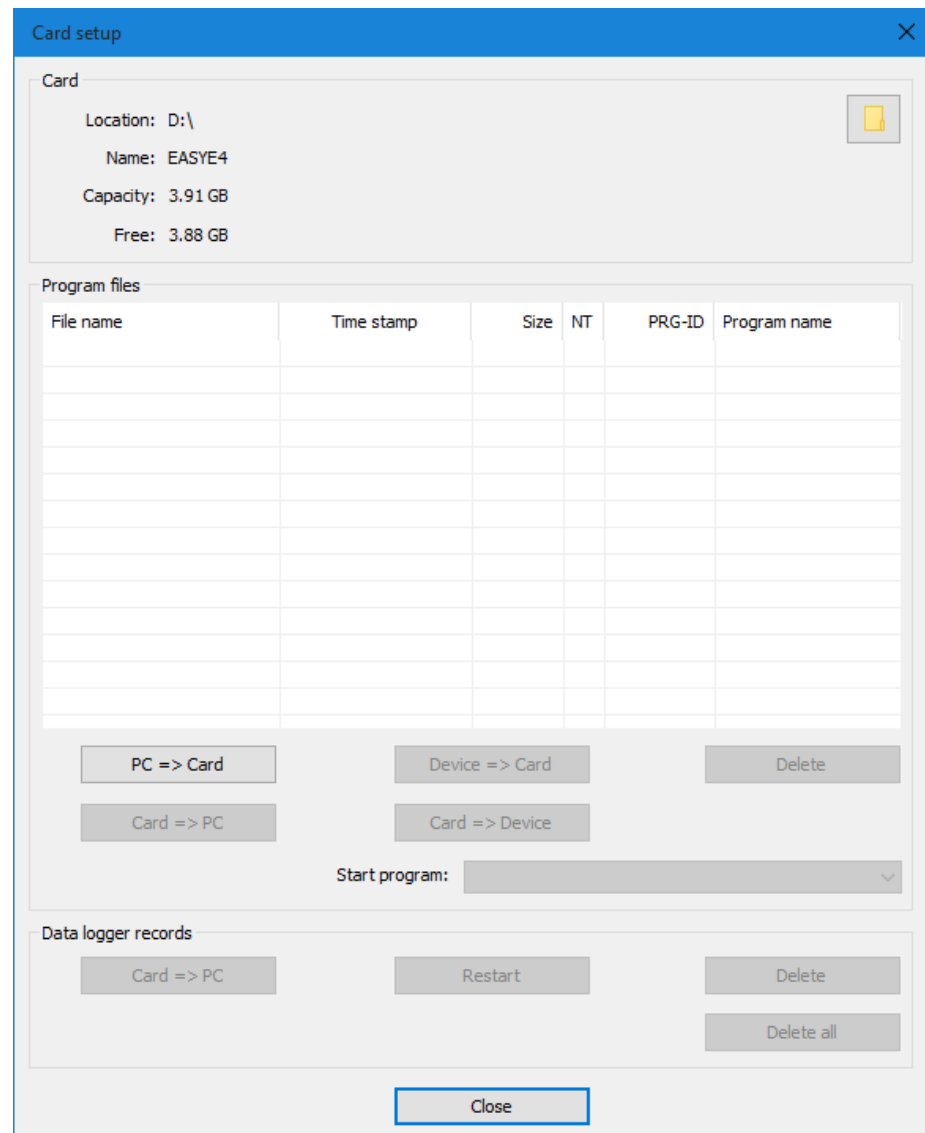 Card setup
Card
Location: D:\
Name: EASYE4
Capacity: 3.91 GB
Free: 3.88 GB
Program files
File name Time stamp Size NT PRG-ID Program name
PC => Card Device => Card Delete
Card => PC Card => Device
Start program:
Data logger records
Card => PC Restart Delete
Delete all
Close